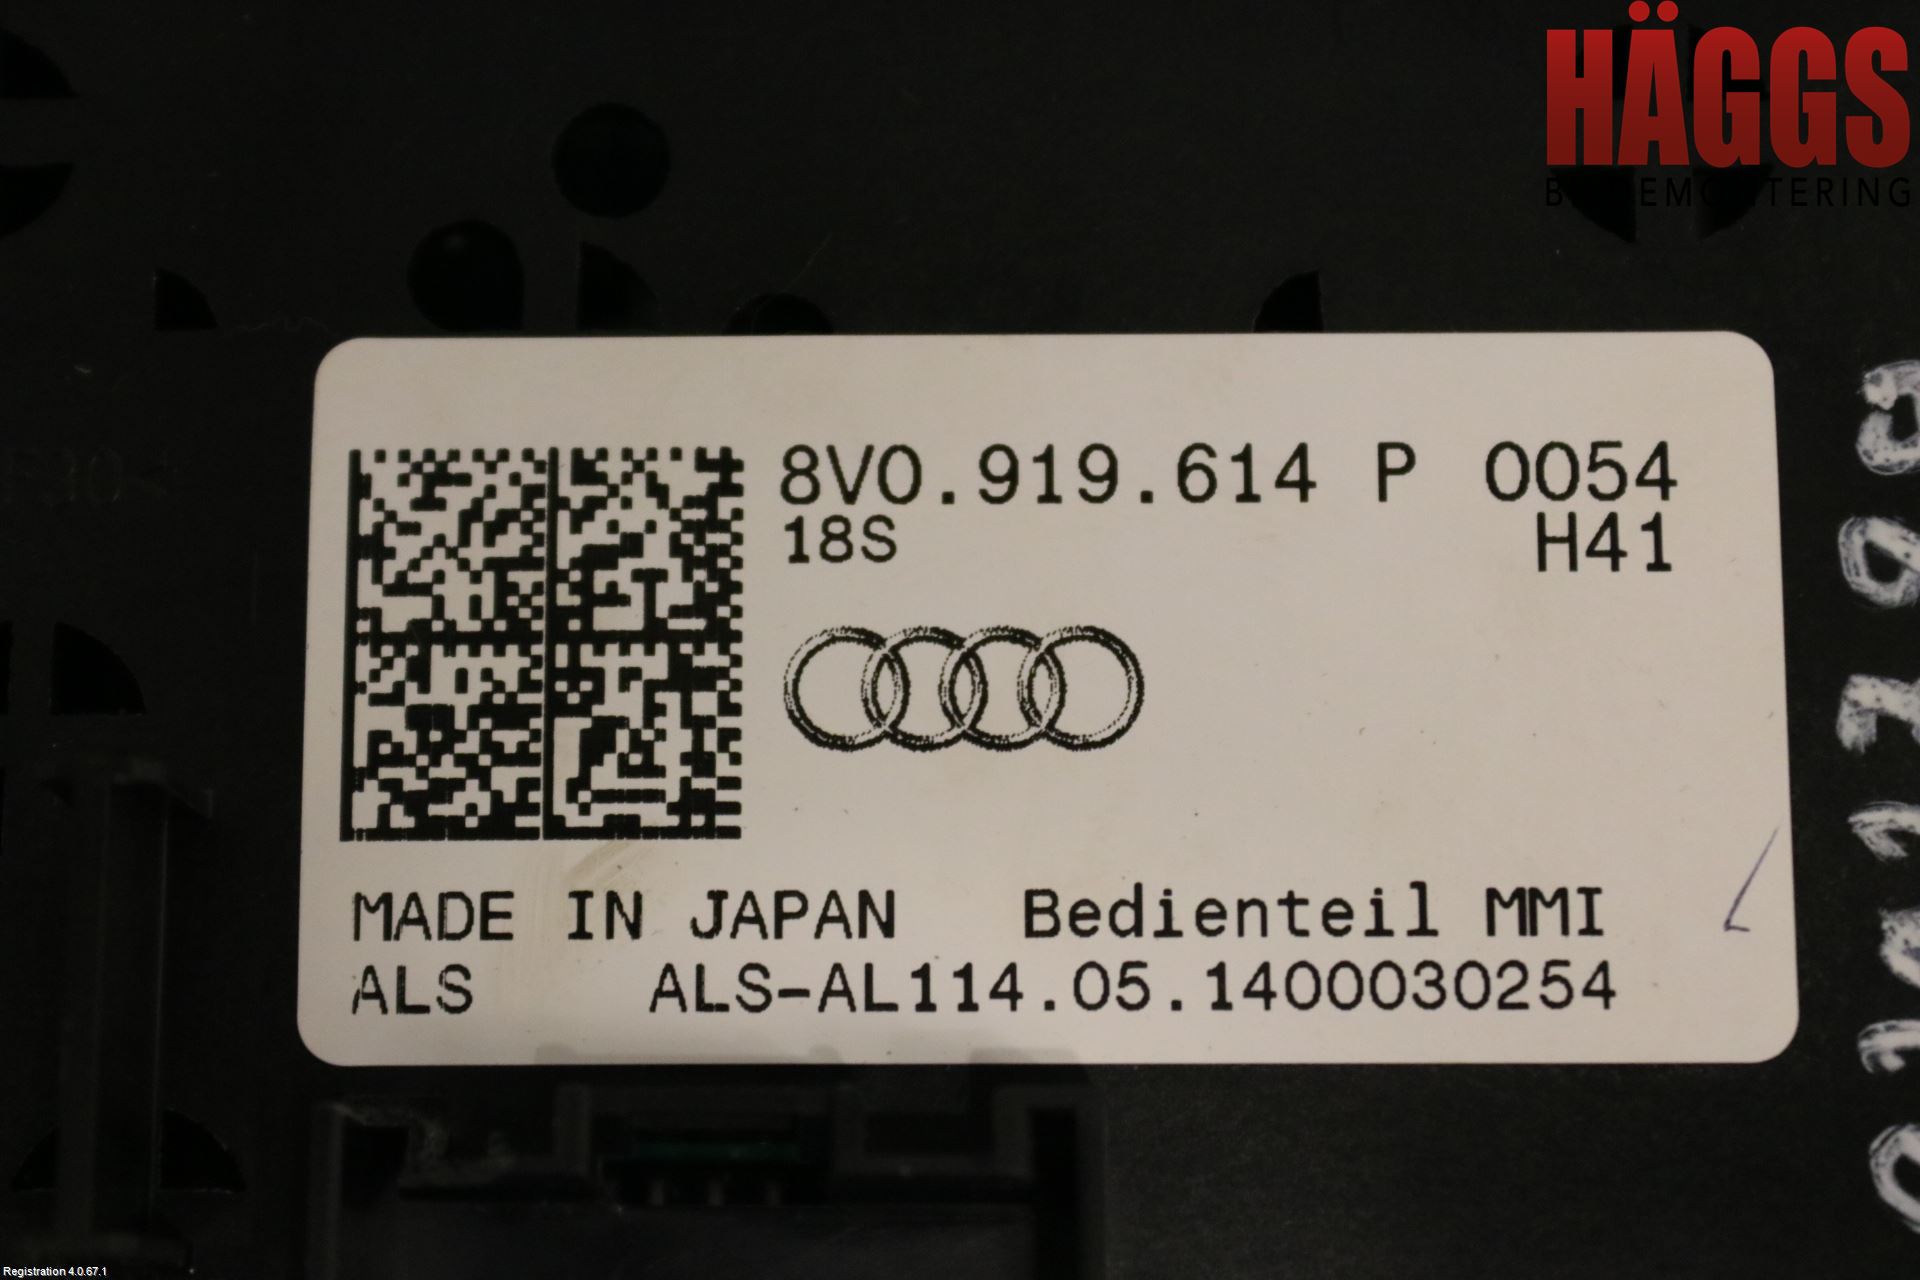 HÄGGS
8V0.919.614 P 0054
18S H41
MADE IN JAPAN Bedienteil MMI
ALS ALS-AL114.05.1400030254
Registration 4.0.67.1